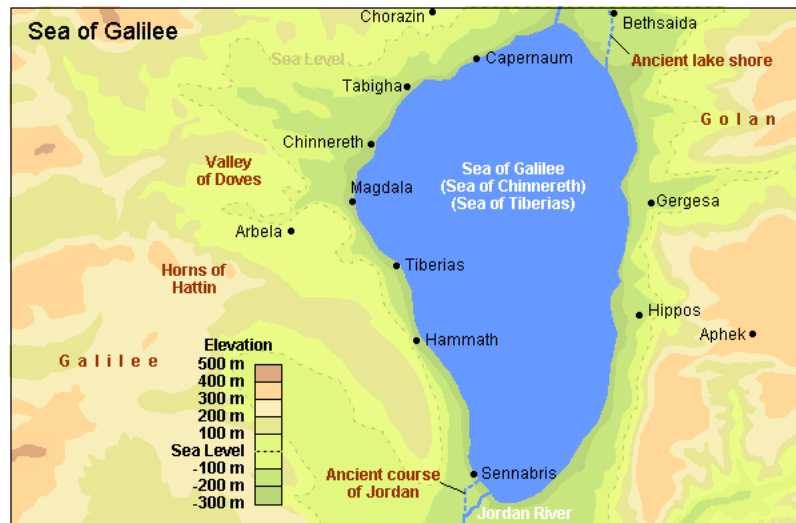 Sea of Galilee
Chorazin
Bethsaida
Sea Level
Capernaum
Ancient lake shore
Tabigha
Golan
Chinnereth
Valley
of Doves
Sea of Galilee
(Sea of Chinnereth)
(Sea of Tiberias)
Magdala
Gergesa
Arbela
Tiberias
Horns of
Hattin
Hippos
Aphek
Hammath
Galilee
Elevation
500 m
400 m
300 m
200 m
100 m
Sea Level
-100 m
-200 m
-300 m
Ancient course
of Jordan
Sennabris
Jordan River